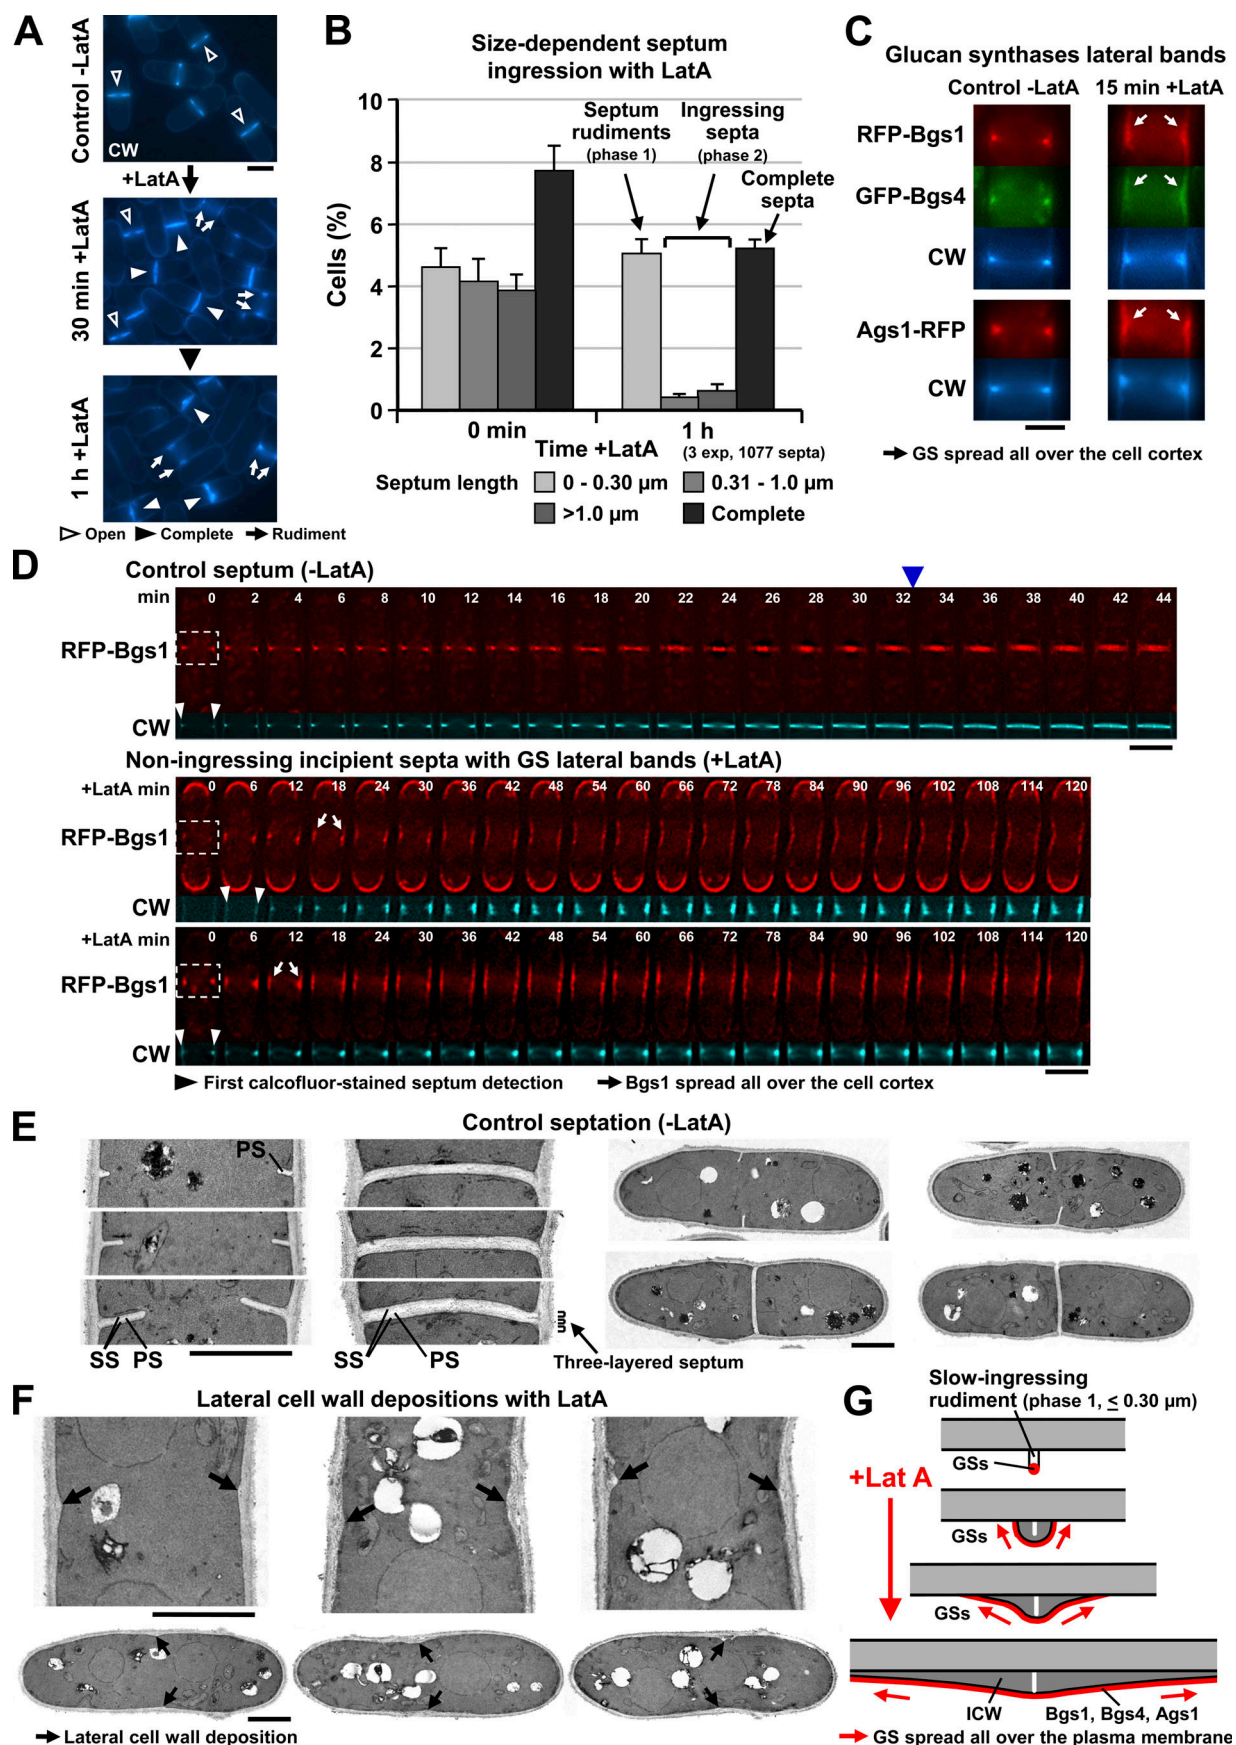 A
Control -LatA
CW
+LatA
30 min +LatA
1 h +LatA
Open
Complete
Rudiment
B
Size-dependent septum
ingression with LatA
10
8
6
4
2
0
Cells (%)
Septum
rudiments
(phase 1)
Ingressing
septa
(phase 2)
Complete
septa
0 min
1 h
Time +LatA
(3 exp, 1077 septa)
Septum length
0 - 0.30 µm
0.31 - 1.0 µm
>1.0 µm
Complete
C
Glucan synthases lateral bands
Control -LatA
15 min +LatA
RFP-Bgs1
GFP-Bgs4
CW
Ags1-RFP
CW
GS spread all over the cell cortex
D
Control septum (-LatA)
min
0 2 4 6 8 10 12 14 16 18 20 22 24 26 28 30 32 34 36 38 40 42 44
RFP-Bgs1
CW
Non-ingressing incipient septa with GS lateral bands (+LatA)
+LatA min
0 6 12 18 24 30 36 42 48 54 60 66 72 78 84 90 96 102 108 114 120
RFP-Bgs1
CW
+LatA min
0 6 12 18 24 30 36 42 48 54 60 66 72 78 84 90 96 102 108 114 120
RFP-Bgs1
CW
First calcofluor-stained septum detection
Bgs1 spread all over the cell cortex
E
Control septation (-LatA)
PS
SS PS
SS PS
Three-layered septum
F
Lateral cell wall depositions with LatA
Lateral cell wall deposition
G
Slow-ingressing
rudiment (phase 1, ≤ 0.30 µm)
GSs
+Lat A
GSs
GSs
ICW
Bgs1, Bgs4, Ags1
GS spread all over the plasma membrane